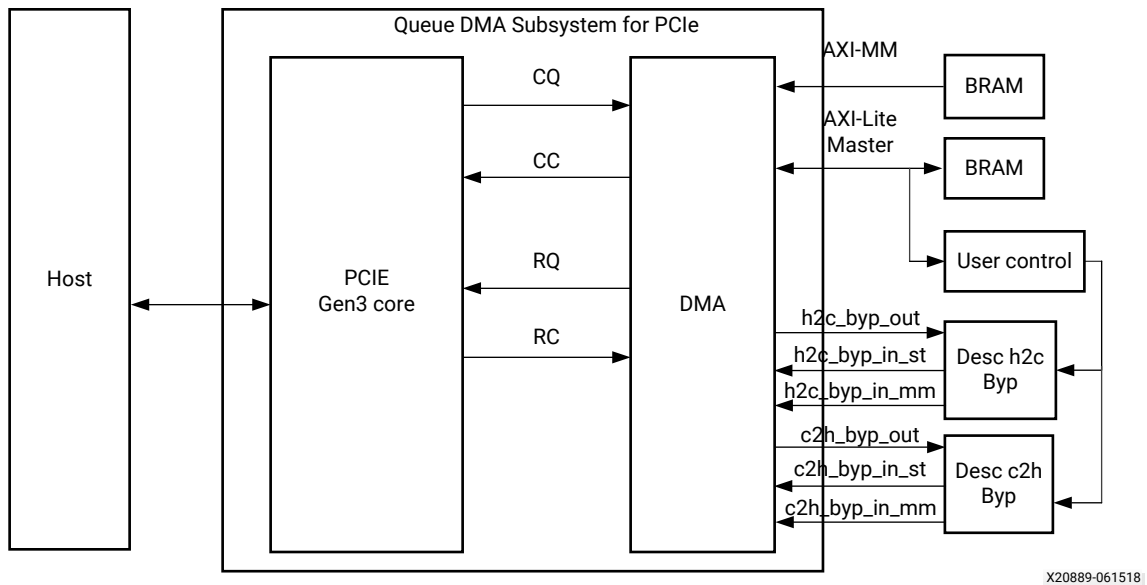 Queue DMA Subsystem for PCIe
AXI-MM
BRAM
CQ
AXI-Lite
Master
BRAM
CC
User control
Host
PCIE
Gen3 core
RQ
DMA
RC
h2c_byp_out
h2c_byp_in_st
h2c_byp_in_mm
Desc h2c
Byp
c2h_byp_out
c2h_byp_in_st
c2h_byp_in_mm
Desc c2h
Byp
X20889-061518